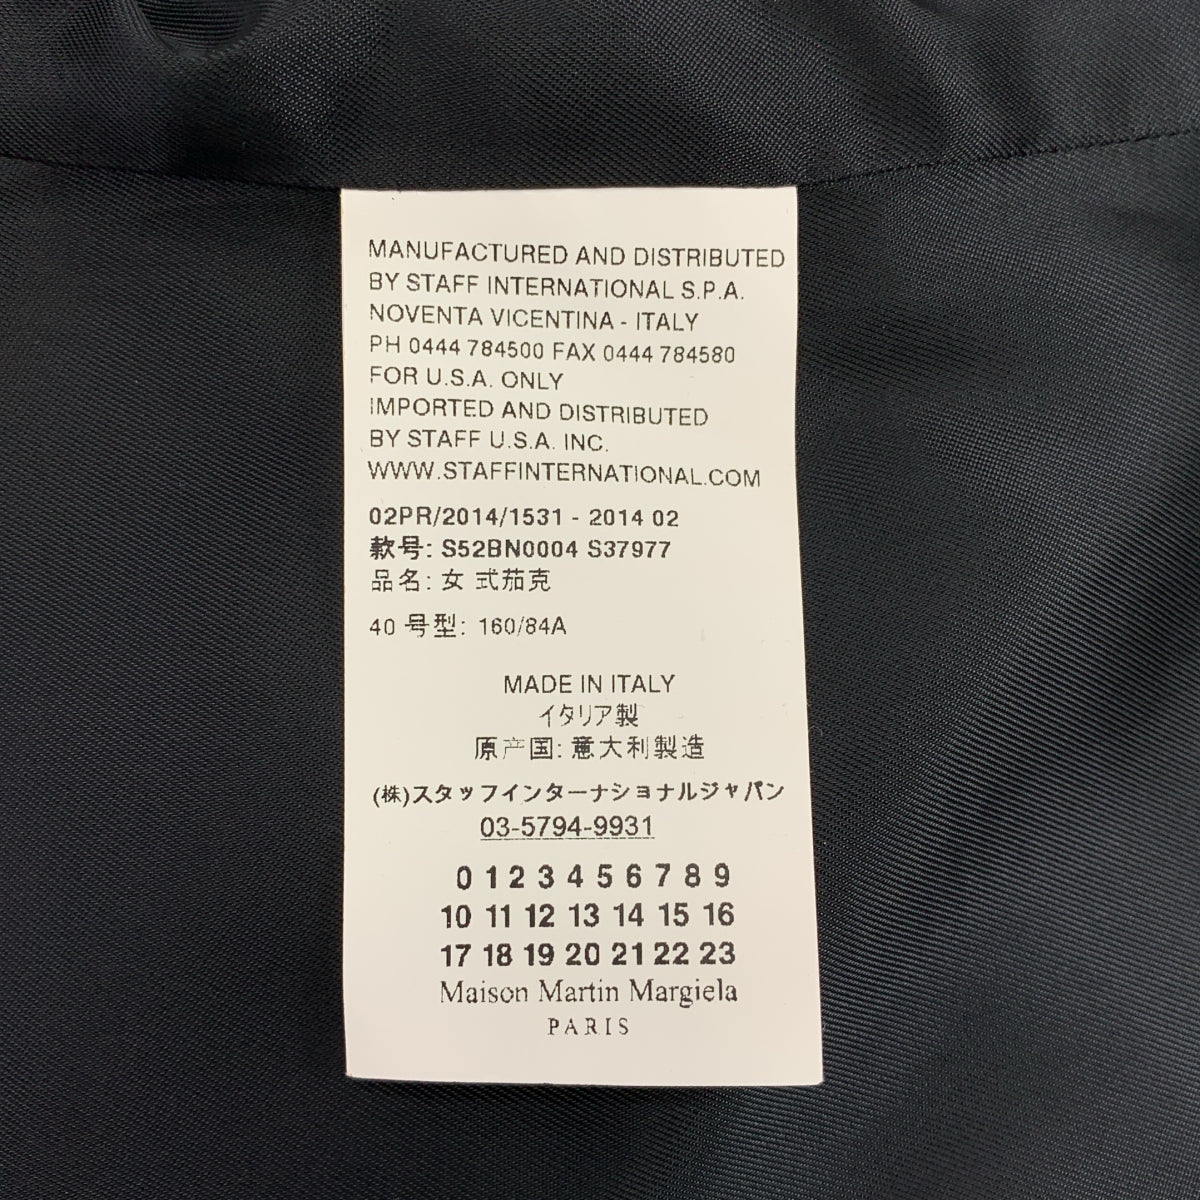 MANUFACTURED AND DISTRIBUTED
BY STAFF INTERNATIONAL S.P.A.
NOVENTA VICENTINA - ITALY
PH 0444 784500 FAX 0444 784580
FOR U.S.A. ONLY
IMPORTED AND DISTRIBUTED
BY STAFF U.S.A. INC.
WWW.STAFFINTERNATIONAL.COM
02PR/2014/1531 - 2014 02
款号: S52BN0004 S37977
品名: 女 式茄克
40 号型: 160/84A
MADE IN ITALY
イタリア製
原产国: 意大利製造
(株)スタッフインターナショナルジャパン
03-5794-9931
0 1 2 3 4 5 6 7 8 9
10 11 12 13 14 15 16
17 18 19 20 21 22 23
Maison Martin Margiela
PARIS